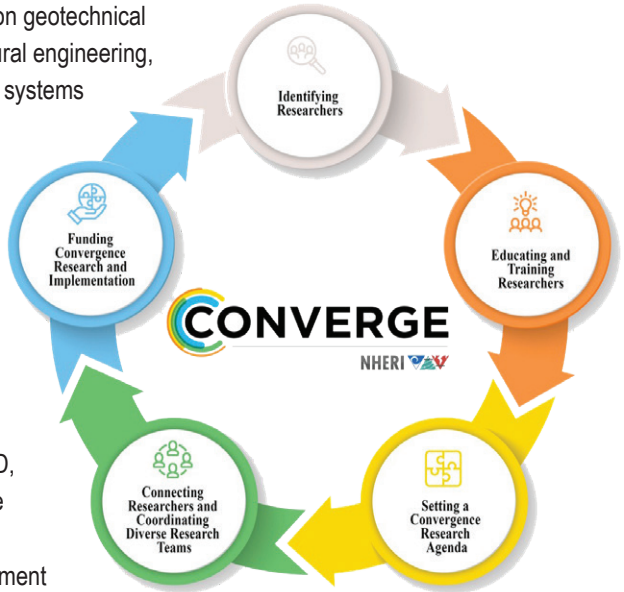 on geotechnical
ural engineering,
systems
Identifying
Researchers
Funding
Convergence
Research and
Implementation
Educating and
Training
Researchers
CONVERGE
NHERI
Connecting
Researchers and
Coordinating
Diverse Research
Teams
Setting a
Convergence
Research
Agenda
D,
e
ment